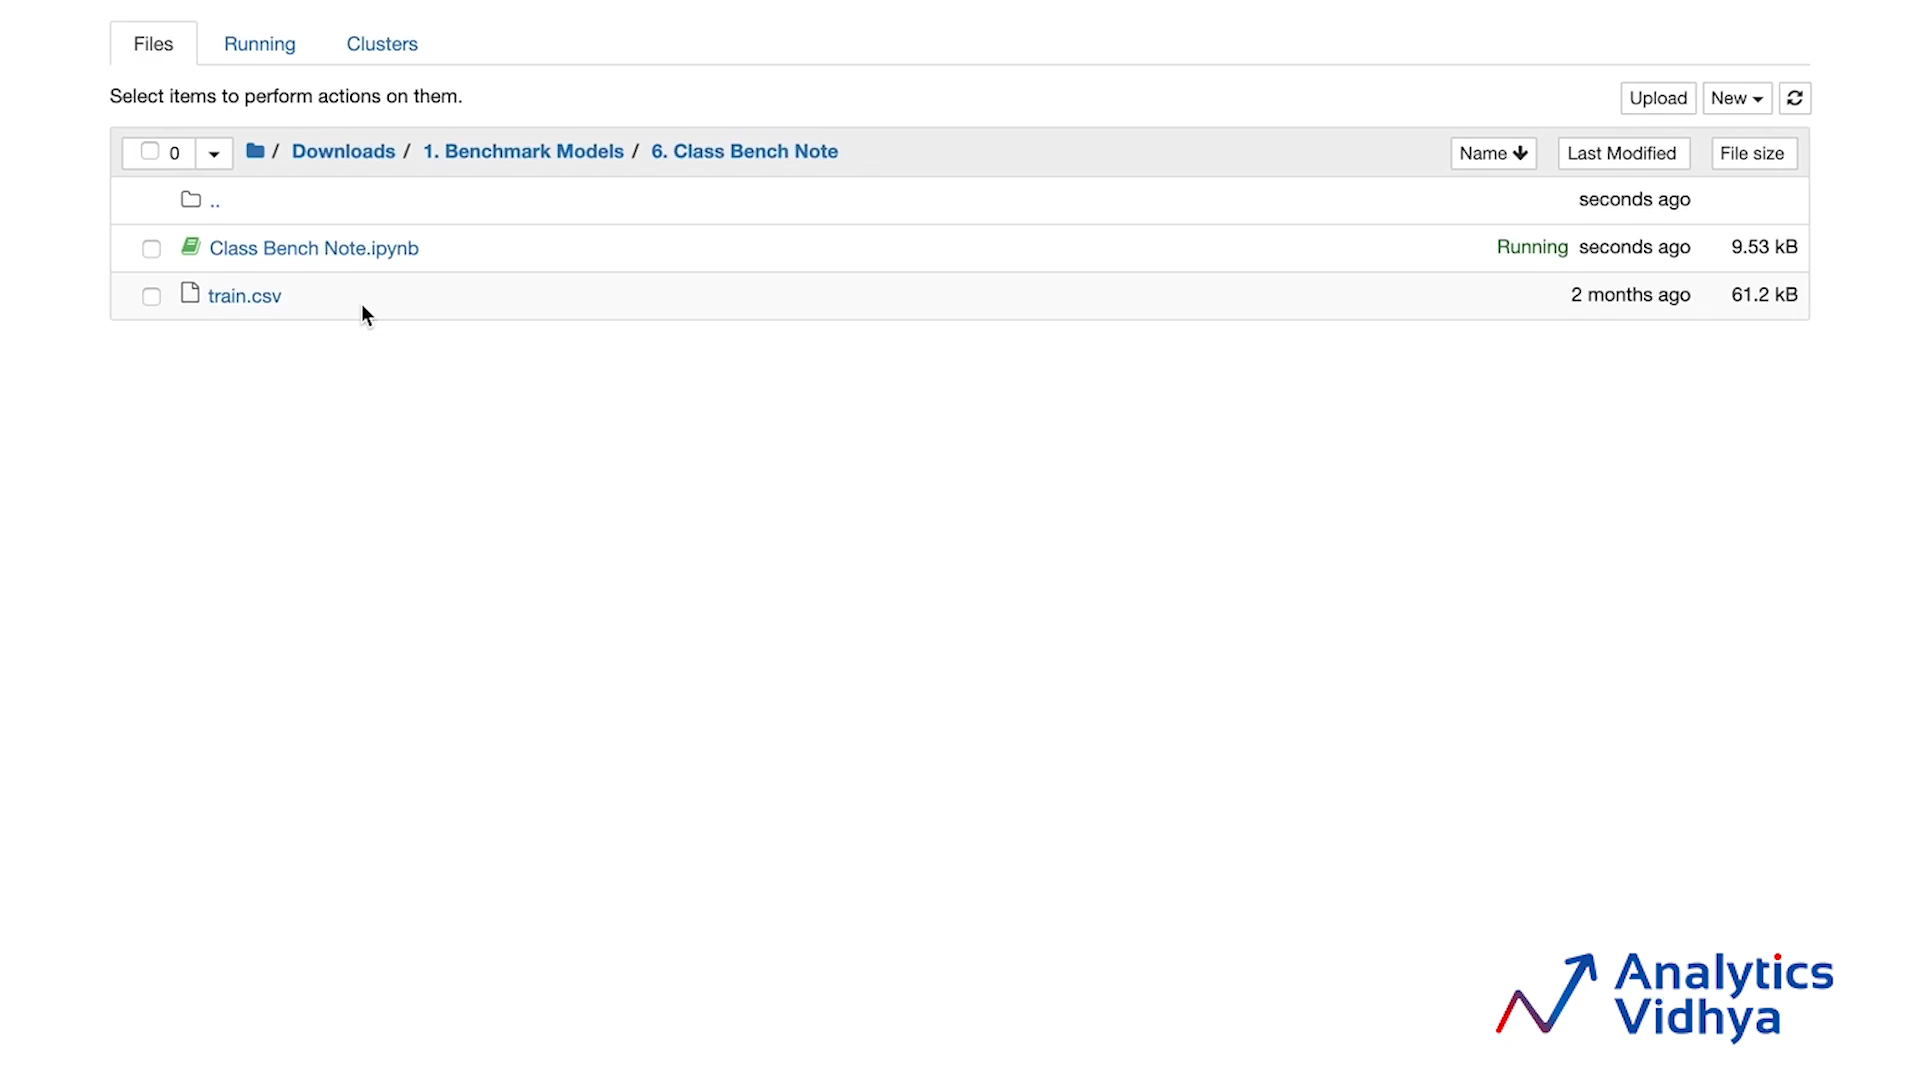 Files Running Clusters
Select items to perform actions on them.
Upload New
0 / Downloads / 1. Benchmark Models / 6. Class Bench Note Name Last Modified File size
.. seconds ago
Class Bench Note.ipynb Running seconds ago 9.53 kB
train.csv 2 months ago 61.2 kB
Analytics
Vidhya